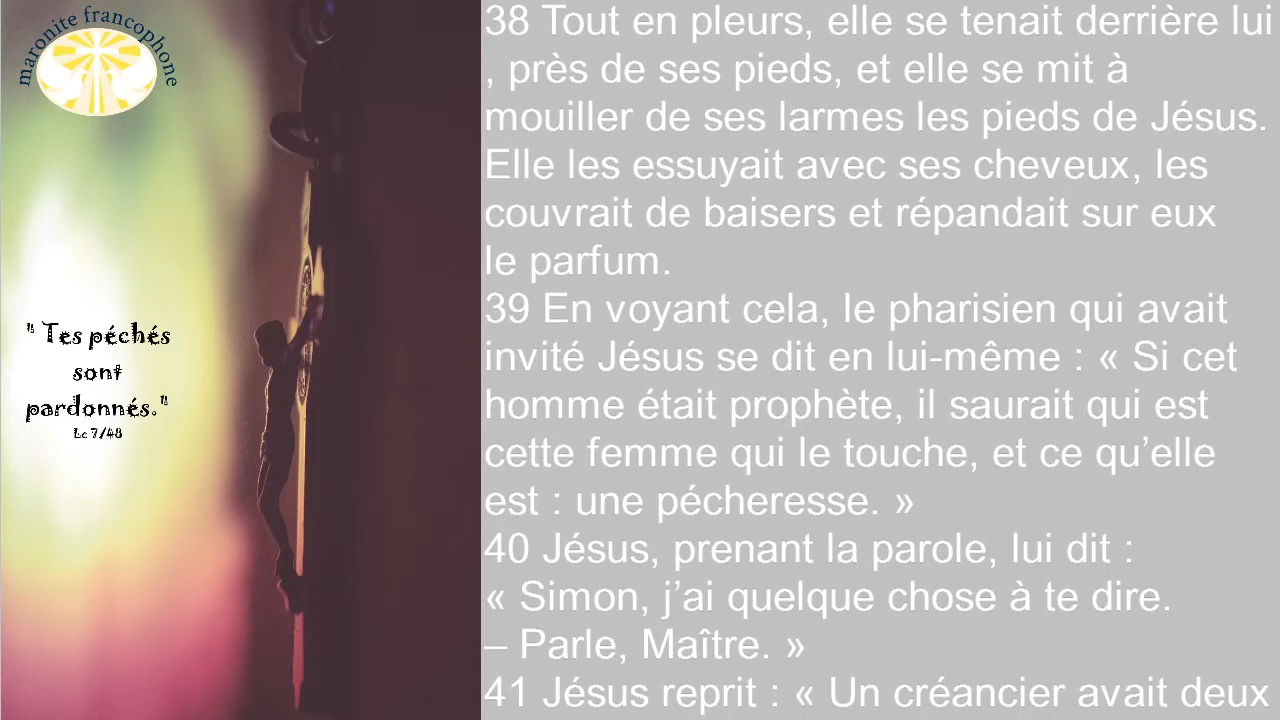 maronite francophone
" Tes péchés
sont
pardonnés."
Lc 7/48
38 Tout en pleurs, elle se tenait derrière lui
, près de ses pieds, et elle se mit à
mouiller de ses larmes les pieds de Jésus.
Elle les essuyait avec ses cheveux, les
couvrait de baisers et répandait sur eux
le parfum.
39 En voyant cela, le pharisien qui avait
invité Jésus se dit en lui-même : « Si cet
homme était prophète, il saurait qui est
cette femme qui le touche, et ce qu’elle
est : une pécheresse. »
40 Jésus, prenant la parole, lui dit :
« Simon, j’ai quelque chose à te dire.
– Parle, Maître. »
41 Jésus reprit : « Un créancier avait deux